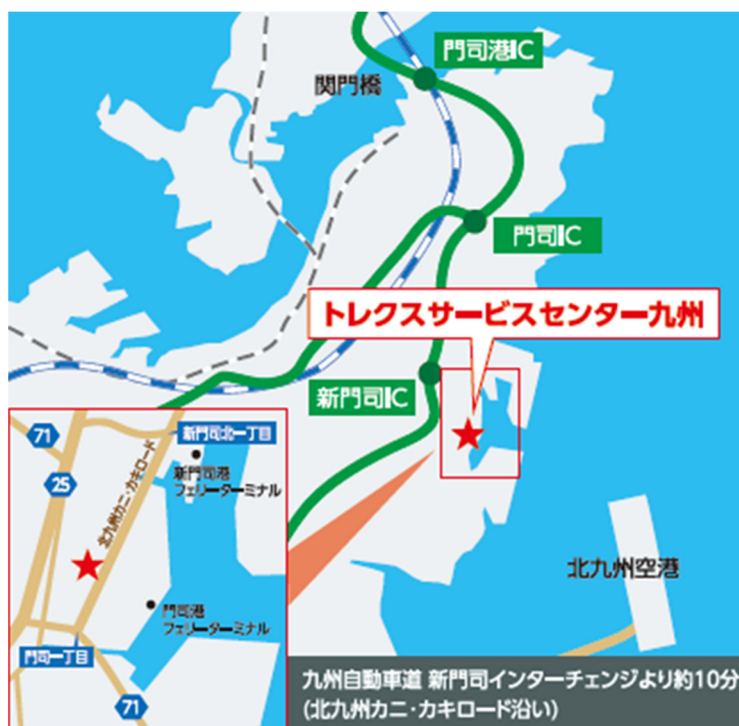 門司港IC
関門橋
門司IC
トレクスサービスセンター九州
新門司IC
71
新門司北一丁目
25
北九州カニ・カキロード
新門司港
フェリーターミナル
北九州空港
門司港
フェリーターミナル
門司一丁目
71
九州自動車道 新門司インターチェンジより約10分
(北九州カニ・カキロード沿い)